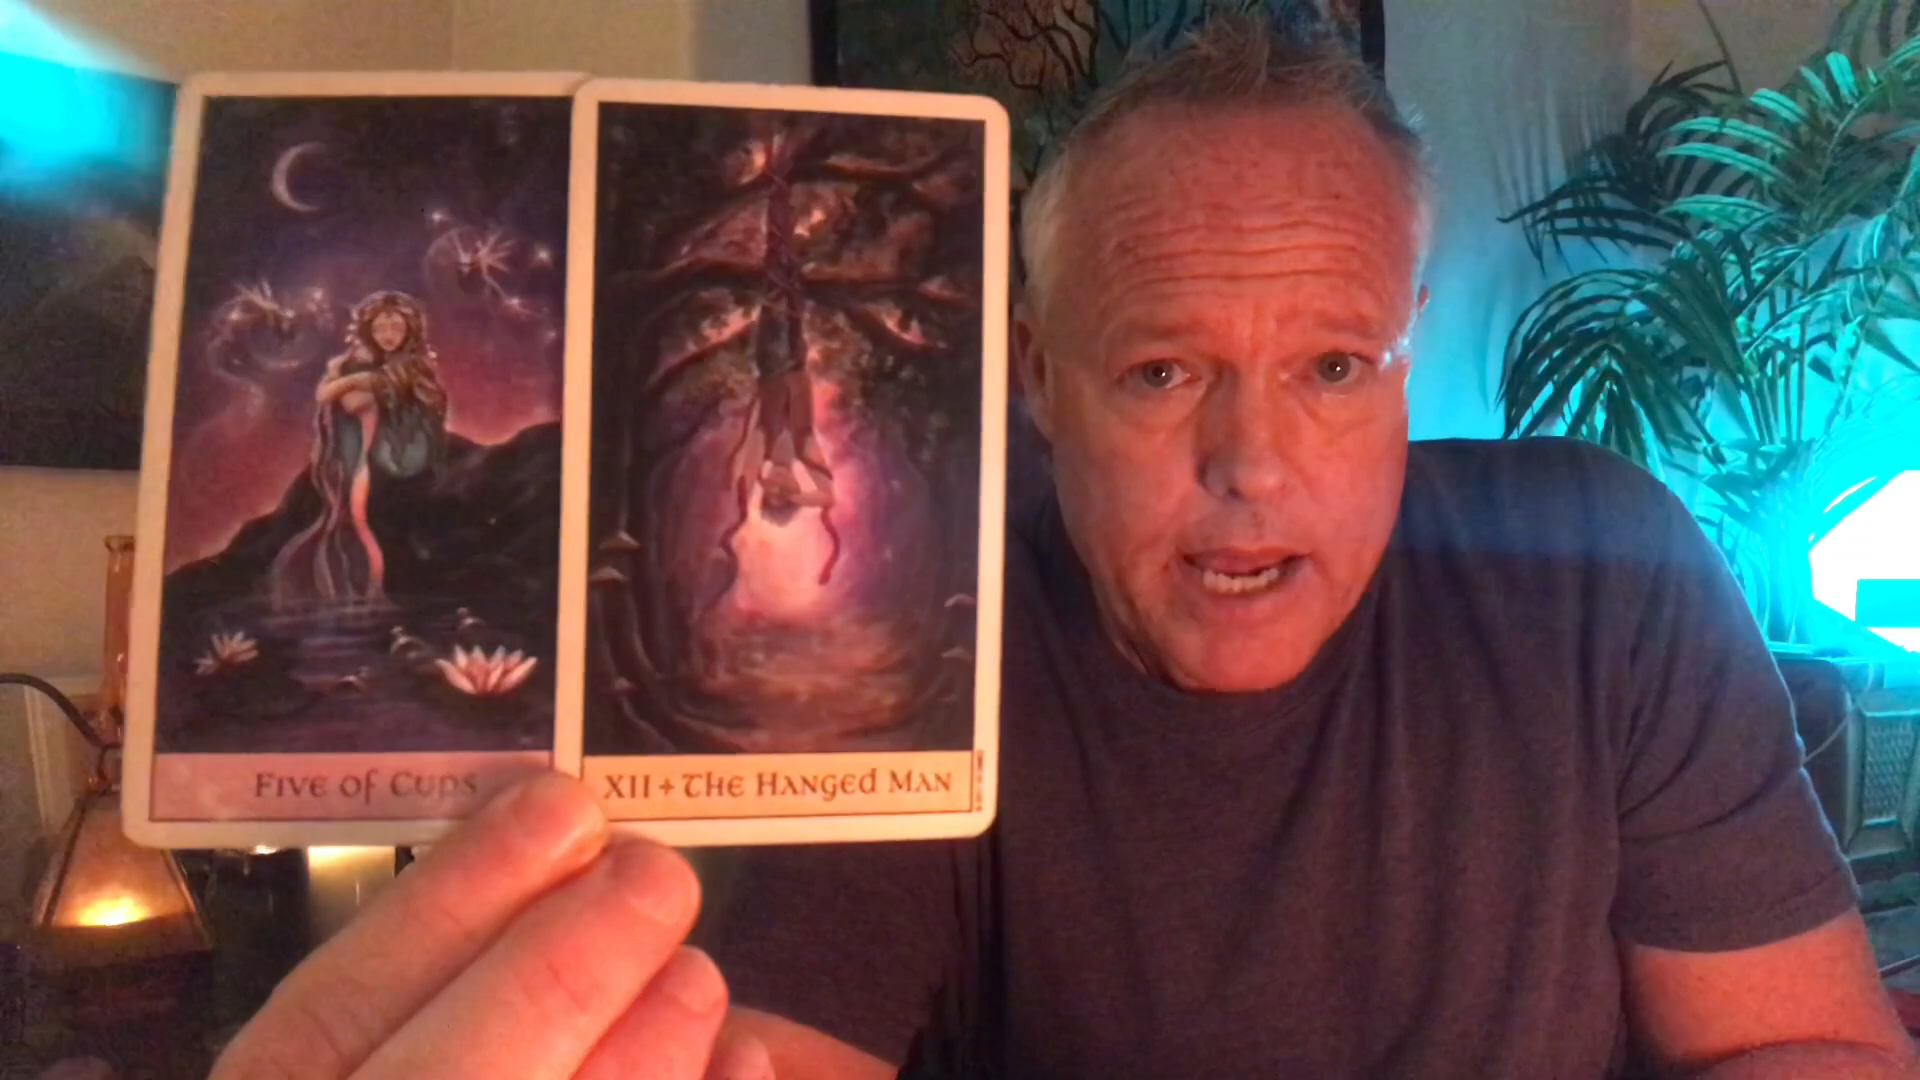 Five of Cups
XII + The Hanged Man